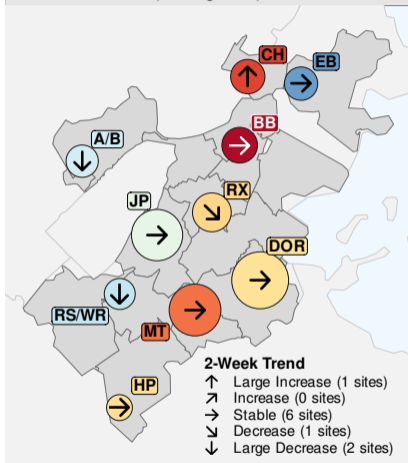 CH
EB
BB
A/B
RX
JP
DOR
RS/WR
MT
HP
2-Week Trend
↑ Large Increase (1 sites)
↗ Increase (0 sites)
→ Stable (6 sites)
↘ Decrease (1 sites)
↓ Large Decrease (2 sites)